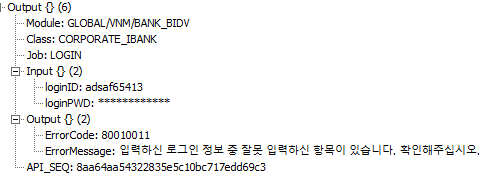 Output {} (6)
Module: GLOBAL/VNM/BANK_BIDV
Class: CORPORATE_IBANK
Job: LOGIN
Input {} (2)
loginID: adsaf65413
loginPWD: ************
Output {} (2)
ErrorCode: 80010011
ErrorMessage: 입력하신 로그인 정보 중 잘못 입력하신 항목이 있습니다. 확인해주십시오.
API_SEQ: 8aa64aa54322835e5c10bc717edd69c3